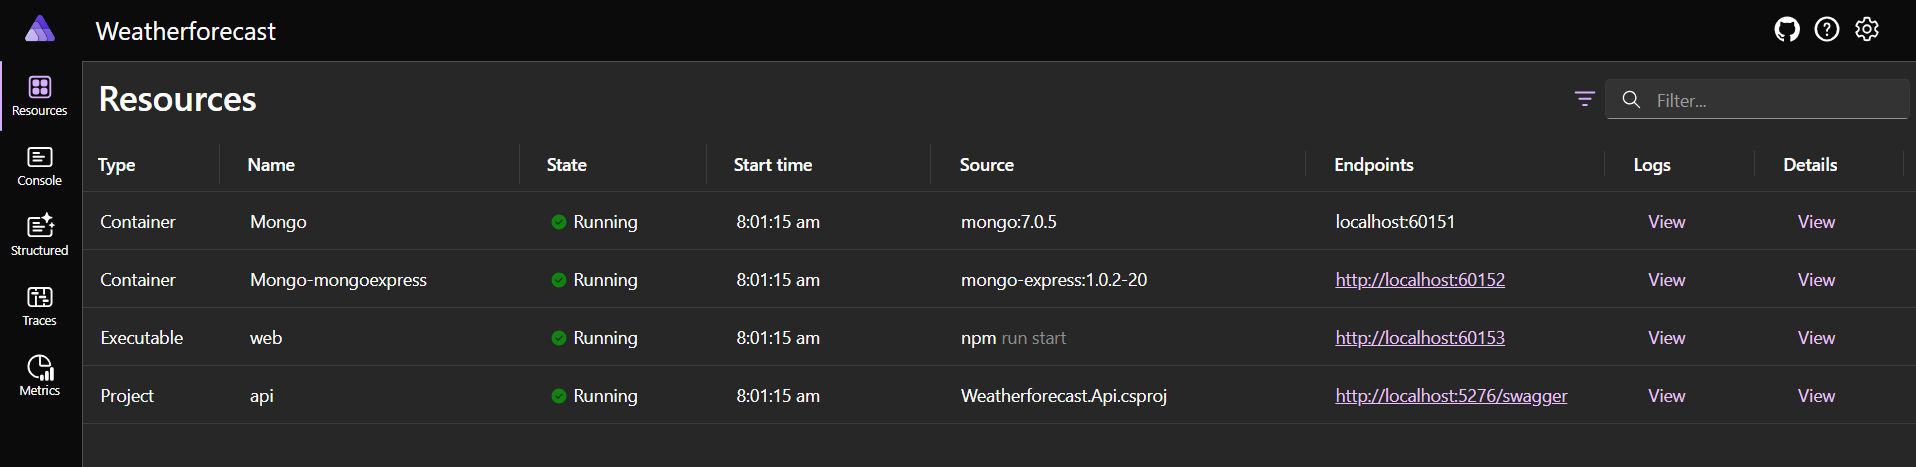 Weatherforecast
Resources
Console
Structured
Traces
Metrics
Resources
Filter...
Type Name State Start time Source Endpoints Logs Details
Container Mongo Running 8:01:15 am mongo:7.0.5 localhost:60151 View View
Container Mongo-mongoexpress Running 8:01:15 am mongo-express:1.0.2-20 http://localhost:60152 View View
Executable web Running 8:01:15 am npm run start http://localhost:60153 View View
Project api Running 8:01:15 am Weatherforecast.Api.csproj http://localhost:5276/swagger View View